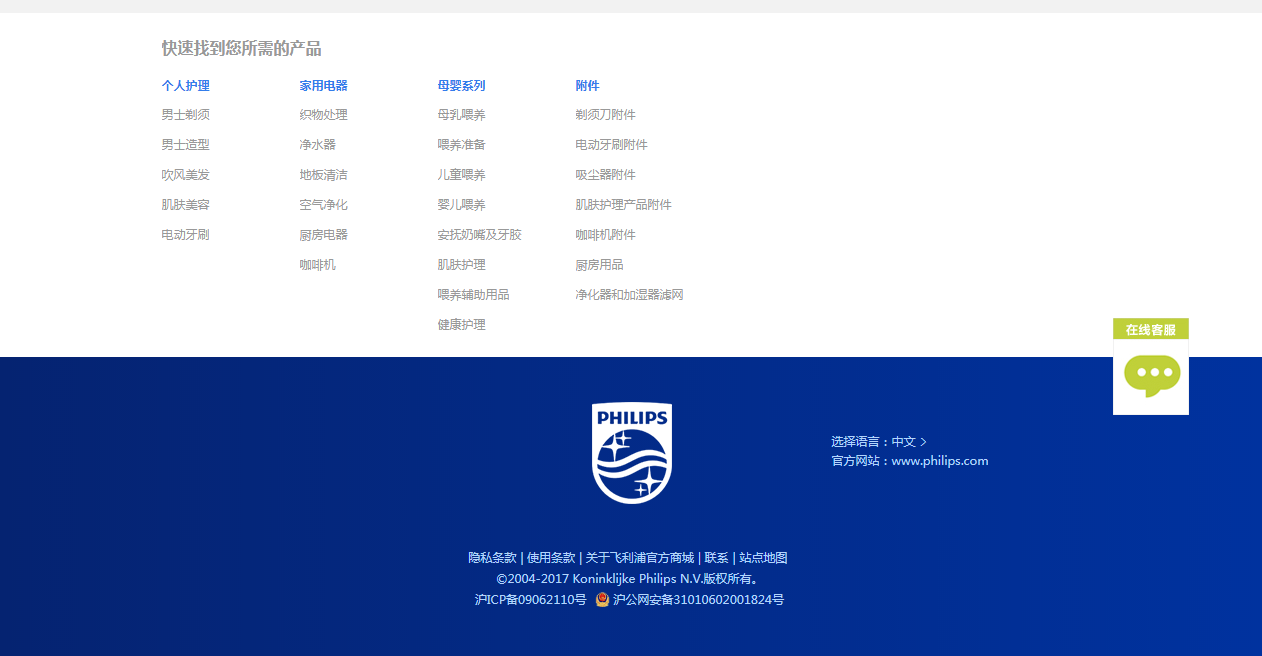 快速找到您所需的产品
个人护理 家用电器 母婴系列 附件
男士剃须 织物处理 母乳喂养 剃须刀附件
男士造型 净水器 喂养准备 电动牙刷附件
吹风美发 地板清洁 儿童喂养 吸尘器附件
肌肤美容 空气净化 婴儿喂养 肌肤护理产品附件
电动牙刷 厨房电器 安抚奶嘴及牙胶 咖啡机附件
咖啡机 肌肤护理 厨房用品
喂养辅助用品 净化器和加湿器滤网
健康护理
在线客服
PHILIPS
选择语言：中文 >
官方网站：www.philips.com
隐私条款 | 使用条款 | 关于飞利浦官方商城 | 联系 | 站点地图
©2004-2017 Koninklijke Philips N.V.版权所有。
沪ICP备09062110号 沪公网安备31010602001824号